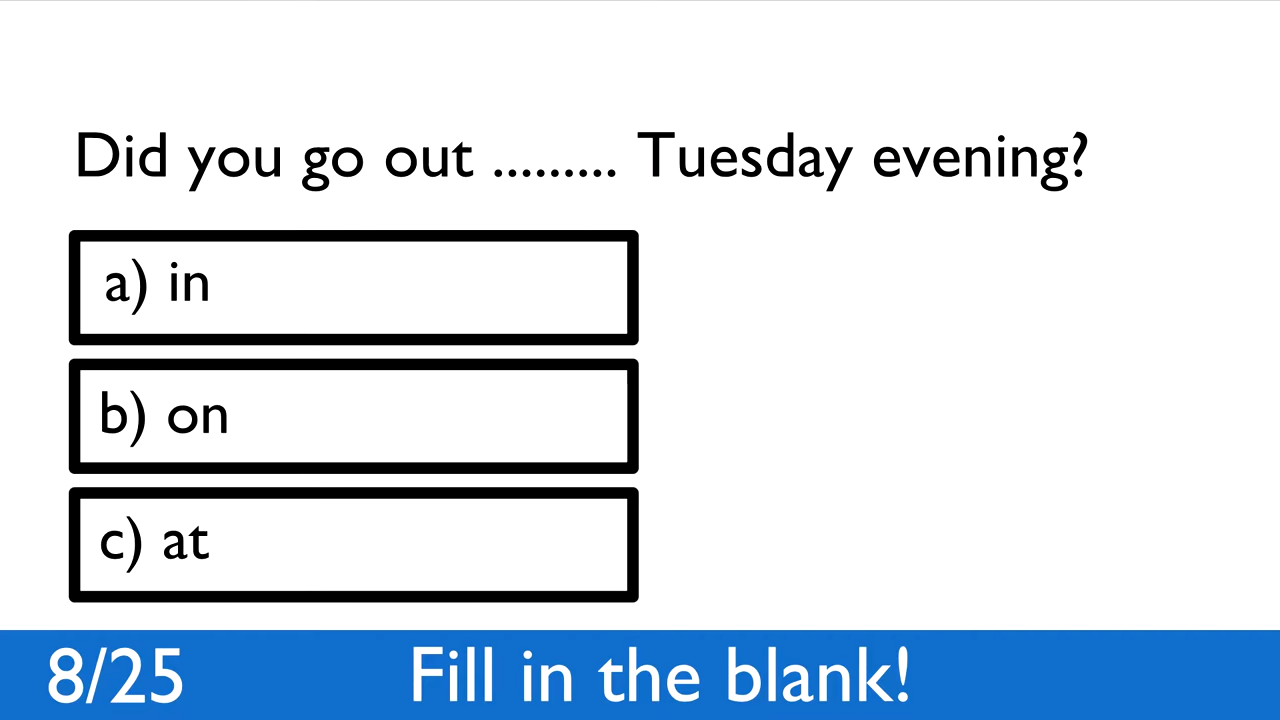 Did you go out ......... Tuesday evening?
a) in
b) on
c) at
8/25 Fill in the blank!